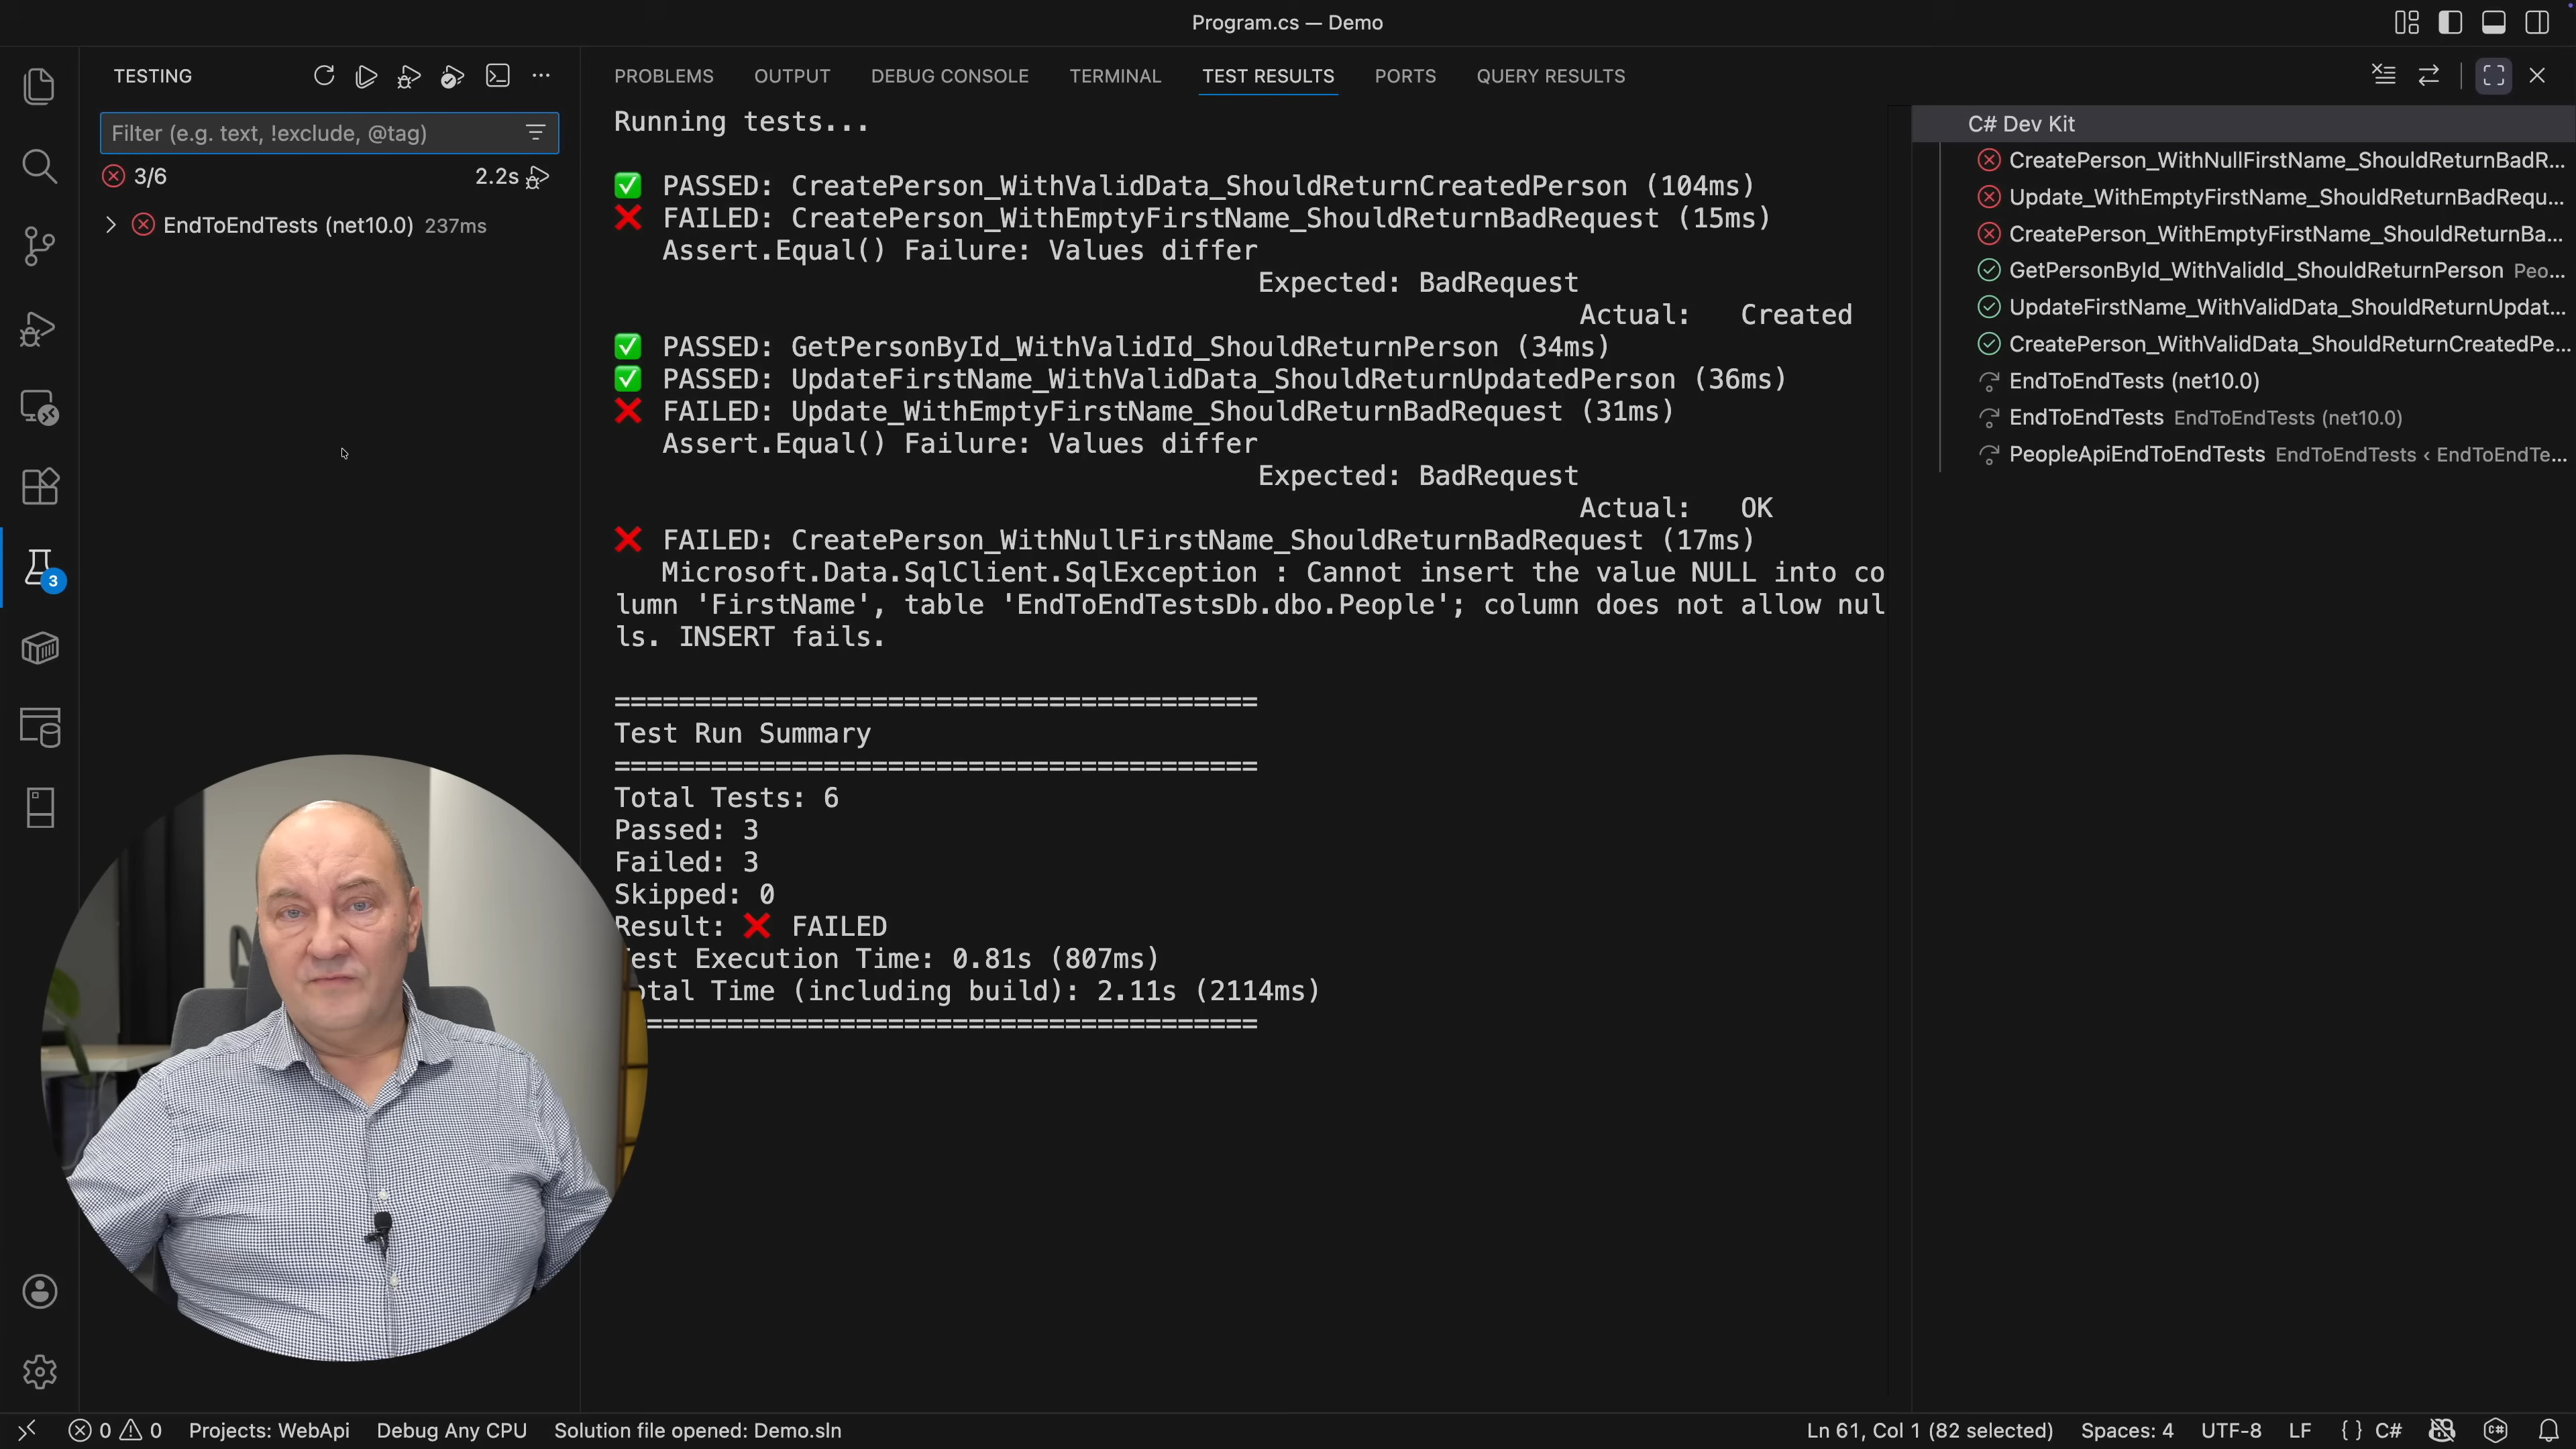 Program.cs — Demo
TESTING
Filter (e.g. text, !exclude, @tag)
3/6
2.2s
EndToEndTests (net10.0) 237ms
3
PROBLEMS
OUTPUT
DEBUG CONSOLE
TERMINAL
TEST RESULTS
PORTS
QUERY RESULTS
Running tests...
PASSED: CreatePerson_WithValidData_ShouldReturnCreatedPerson (104ms)
FAILED: CreatePerson_WithEmptyFirstName_ShouldReturnBadRequest (15ms)
Assert.Equal() Failure: Values differ
Expected: BadRequest
Actual:   Created
PASSED: GetPersonById_WithValidId_ShouldReturnPerson (34ms)
PASSED: UpdateFirstName_WithValidData_ShouldReturnUpdatedPerson (36ms)
FAILED: Update_WithEmptyFirstName_ShouldReturnBadRequest (31ms)
Assert.Equal() Failure: Values differ
Expected: BadRequest
Actual:   OK
FAILED: CreatePerson_WithNullFirstName_ShouldReturnBadRequest (17ms)
Microsoft.Data.SqlClient.SqlException : Cannot insert the value NULL into co
lumn 'FirstName', table 'EndToEndTestsDb.dbo.People'; column does not allow nul
ls. INSERT fails.
========================================
Test Run Summary
========================================
Total Tests: 6
Passed: 3
Failed: 3
Skipped: 0
Result: ❌ FAILED
est Execution Time: 0.81s (807ms)
otal Time (including build): 2.11s (2114ms)
======================================
C# Dev Kit
CreatePerson_WithNullFirstName_ShouldReturnBadR...
Update_WithEmptyFirstName_ShouldReturnBadRequ...
CreatePerson_WithEmptyFirstName_ShouldReturnBa...
GetPersonById_WithValidId_ShouldReturnPerson Peo...
UpdateFirstName_WithValidData_ShouldReturnUpdat...
CreatePerson_WithValidData_ShouldReturnCreatedPe...
EndToEndTests (net10.0)
EndToEndTests EndToEndTests (net10.0)
PeopleApiEndToEndTests EndToEndTests ‹ EndToEndTe...
0
0
Projects: WebApi
Debug Any CPU
Solution file opened: Demo.sln
Ln 61, Col 1 (82 selected)
Spaces: 4
UTF-8
LF
{ } C#